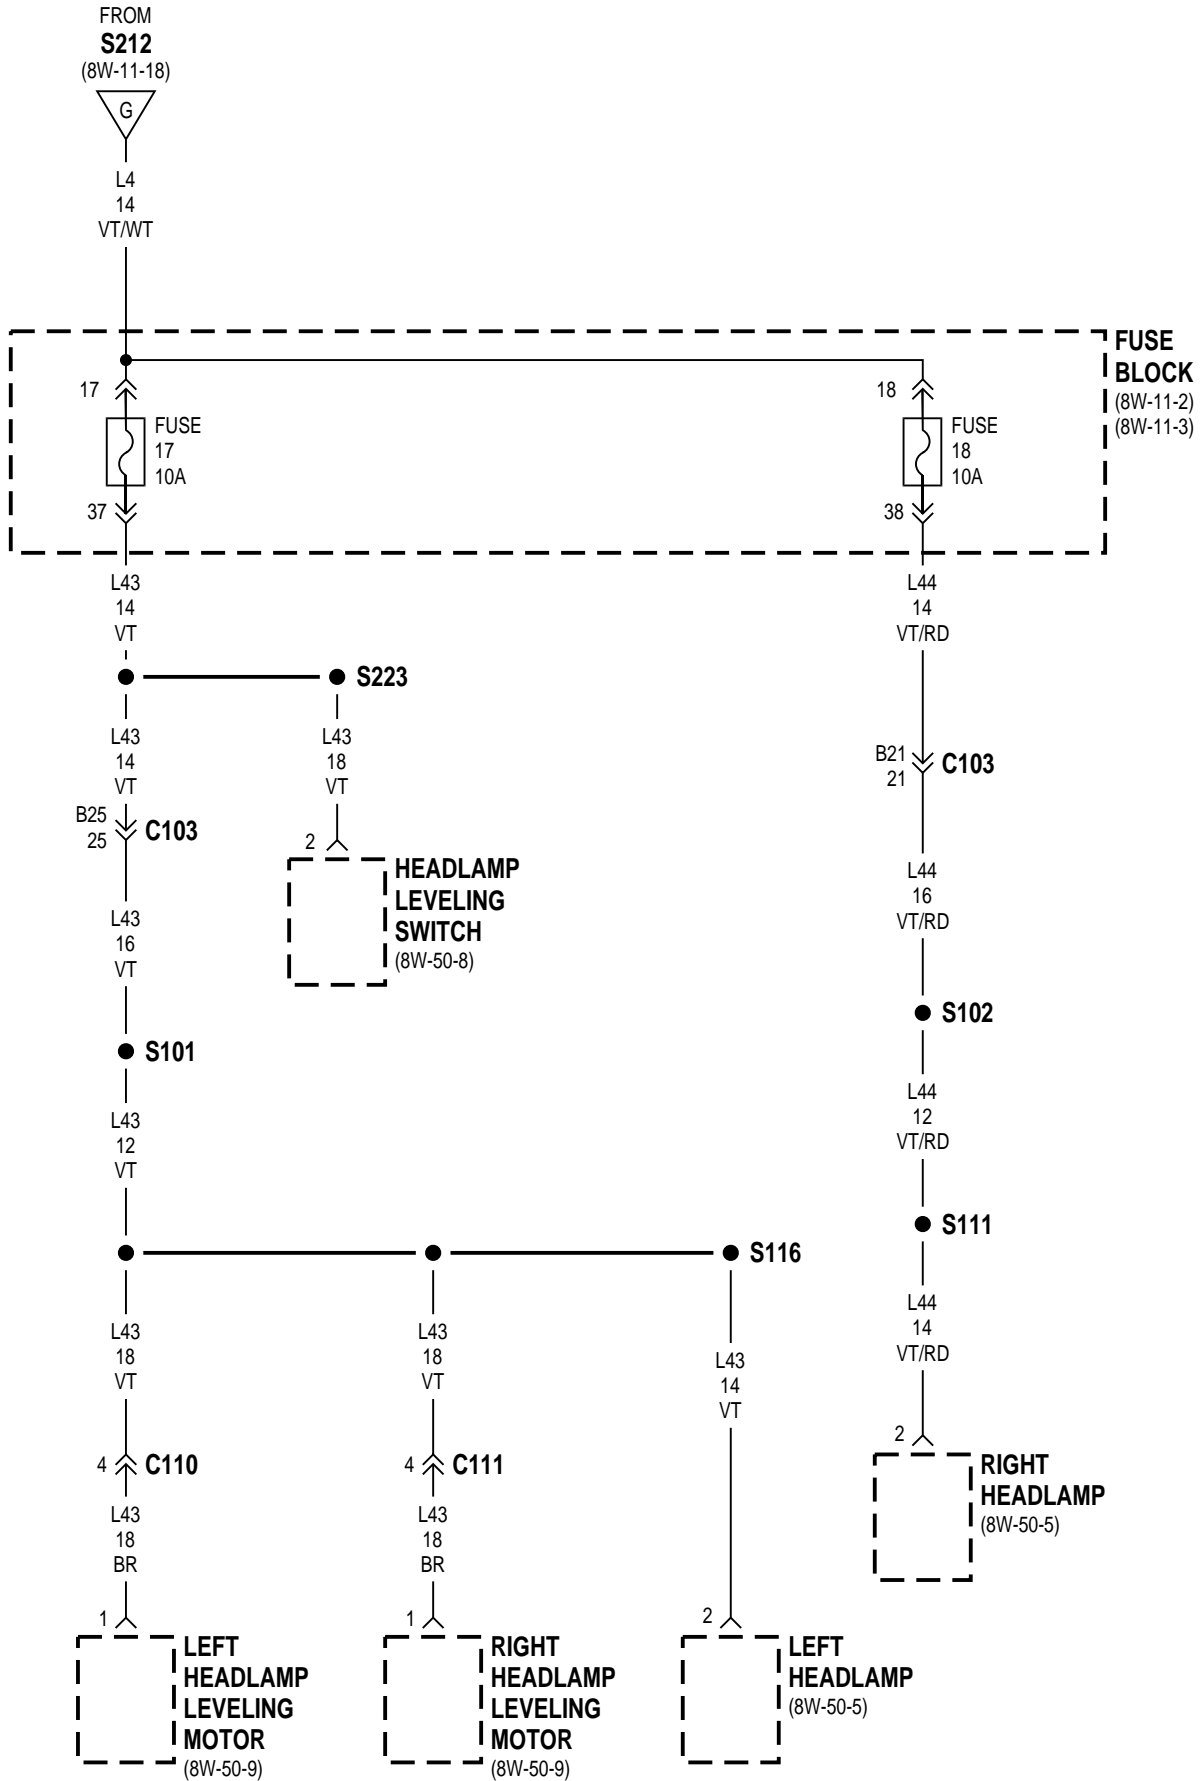 FROM
S212
(8W-11-18)
G
L4
14
VT/WT
FUSE
BLOCK
(8W-11-2)
(8W-11-3)
17
FUSE
17
10A
37
18
FUSE
18
10A
38
L43
14
VT
L44
14
VT/RD
S223
L43
14
VT
L43
18
VT
B25
25
C103
B21
21
C103
2
HEADLAMP
LEVELING
SWITCH
(8W-50-8)
L43
16
VT
L44
16
VT/RD
S101
S102
L43
12
VT
L44
12
VT/RD
S116
S111
L43
18
VT
L43
18
VT
L43
14
VT
L44
14
VT/RD
4
C110
4
C111
2
RIGHT
HEADLAMP
(8W-50-5)
L43
18
BR
L43
18
BR
1
LEFT
HEADLAMP
LEVELING
MOTOR
(8W-50-9)
1
RIGHT
HEADLAMP
LEVELING
MOTOR
(8W-50-9)
2
LEFT
HEADLAMP
(8W-50-5)